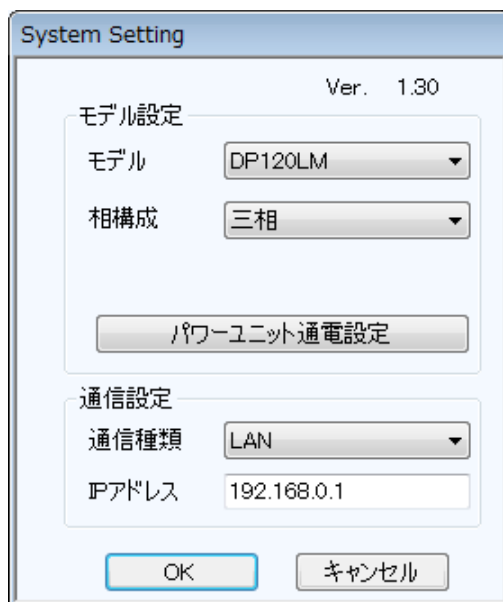 System Setting
Ver. 1.30
モデル設定
モデル DP120LM
相構成 三相
パワーユニット通電設定
通信設定
通信種類 LAN
IPアドレス 192.168.0.1
OK キャンセル